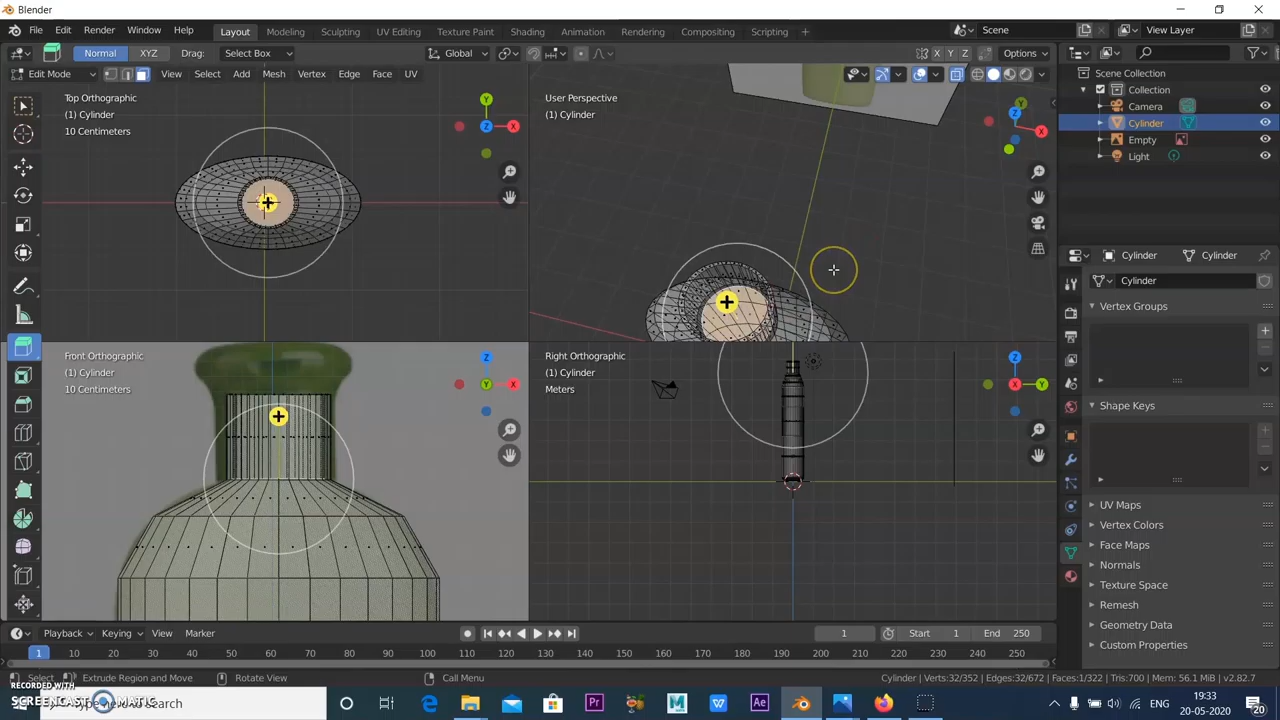 Blender
File Edit Render Window Help Layout Modeling Sculpting UV Editing Texture Paint Shading Animation Rendering Compositing Scripting Scene View Layer
Normal XYZ Drag: Select Box Global X Y Z Options
Edit Mode View Select Add Mesh Vertex Edge Face UV
Scene Collection
Collection
Camera
Cylinder
Empty
Light
Top Orthographic
(1) Cylinder
10 Centimeters
Y
Z
X
User Perspective
(1) Cylinder
Y
Z
X
Cylinder Cylinder
Cylinder
Vertex Groups
Shape Keys
UV Maps
Vertex Colors
Face Maps
Normals
Texture Space
Remesh
Geometry Data
Custom Properties
Front Orthographic
(1) Cylinder
10 Centimeters
Z
Y
X
Right Orthographic
(1) Cylinder
Meters
Z
X
Y
Playback Keying View Marker 1 Start 1 End 250
1 10 20 30 40 50 60 70 80 90 100 110 120 130 140 150 160 170 180 190 200 210 220 230 240 250
Select Extrude Region and Move Rotate View Call Menu Cylinder | Verts:32/352 | Edges:32/672 | Faces:1/322 | Tris:700 | Mem: 56.1 MiB | v2.82.7
RECORDED WITH
SCREENCAST MATIC
here to search
Pr Ae
19:33
20-05-2020
20